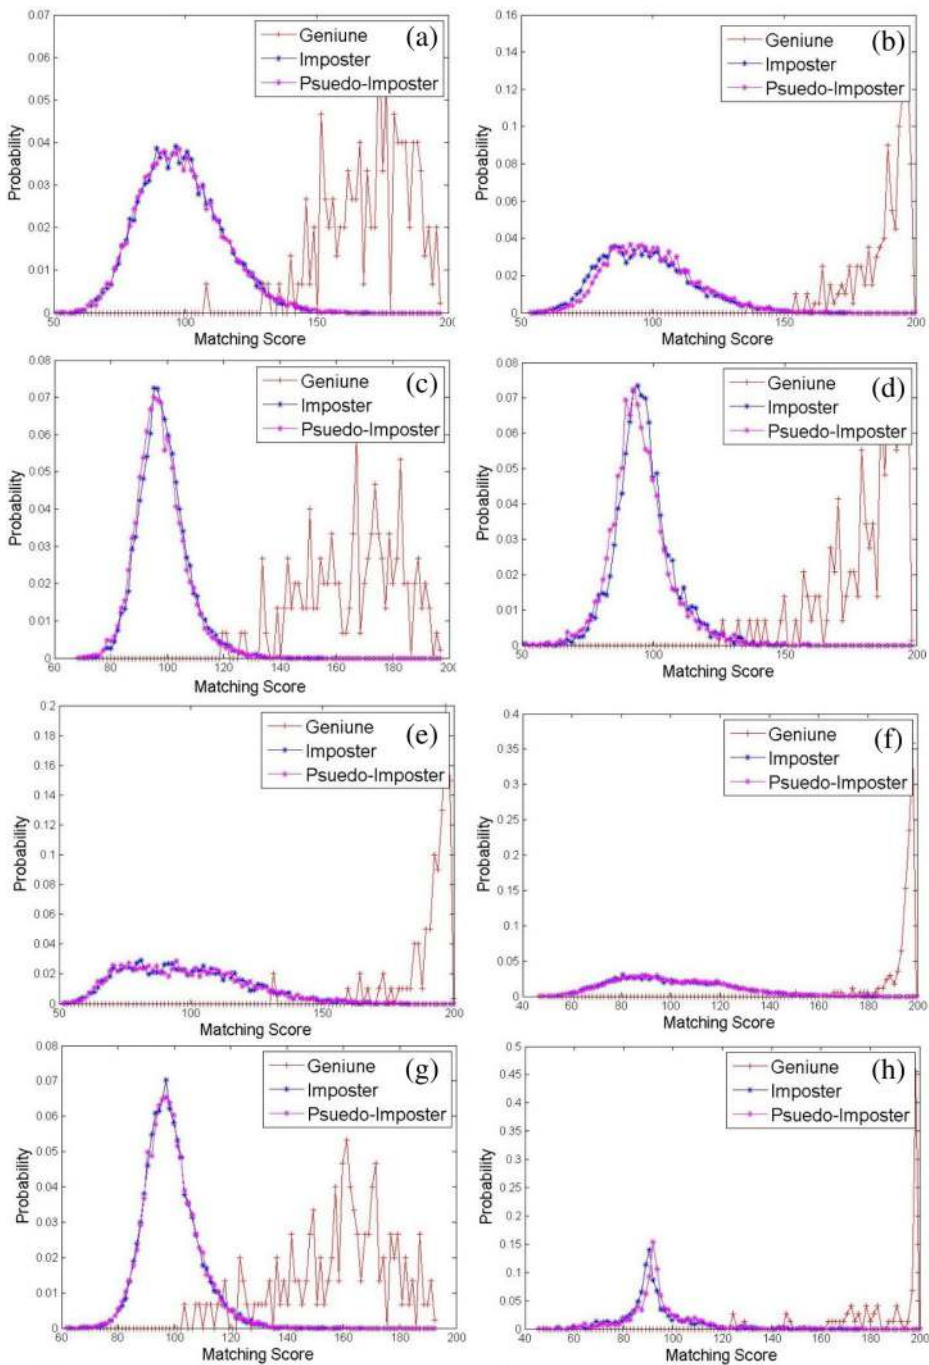 0.07
0.06
0.05
0.04
0.03
0.02
0.01
0
Probability
Geniune
Imposter
Psuedo-Imposter
(a)
50 100 150 200
Matching Score
0.16
0.14
0.12
0.1
0.08
0.06
0.04
0.02
0
Probability
Geniune
Imposter
Psuedo-Imposter
(b)
50 100 150 200
Matching Score
0.08
0.07
0.06
0.05
0.04
0.03
0.02
0.01
0
Probability
Geniune
Imposter
Psuedo-Imposter
(c)
60 80 100 120 140 160 180 200
Matching Score
0.08
0.07
0.06
0.05
0.04
0.03
0.02
0.01
0
Probability
Geniune
Imposter
Psuedo-Imposter
(d)
50 100 150 200
Matching Score
0.2
0.18
0.16
0.14
0.12
0.1
0.08
0.06
0.04
0.02
0
Probability
Geniune
Imposter
Psuedo-Imposter
(e)
50 100 150 200
Matching Score
0.4
0.35
0.3
0.25
0.2
0.15
0.1
0.05
0
Probability
Geniune
Imposter
Psuedo-Imposter
(f)
40 60 80 100 120 140 160 180 200
Matching Score
0.08
0.07
0.06
0.05
0.04
0.03
0.02
0.01
0
Probability
Geniune
Imposter
Psuedo-Imposter
(g)
60 80 100 120 140 160 180 200
Matching Score
0.5
0.45
0.4
0.35
0.3
0.25
0.2
0.15
0.1
0.05
0
Probability
Geniune
Imposter
Psuedo-Imposter
(h)
40 60 80 100 120 140 160 180 200
Matching Score